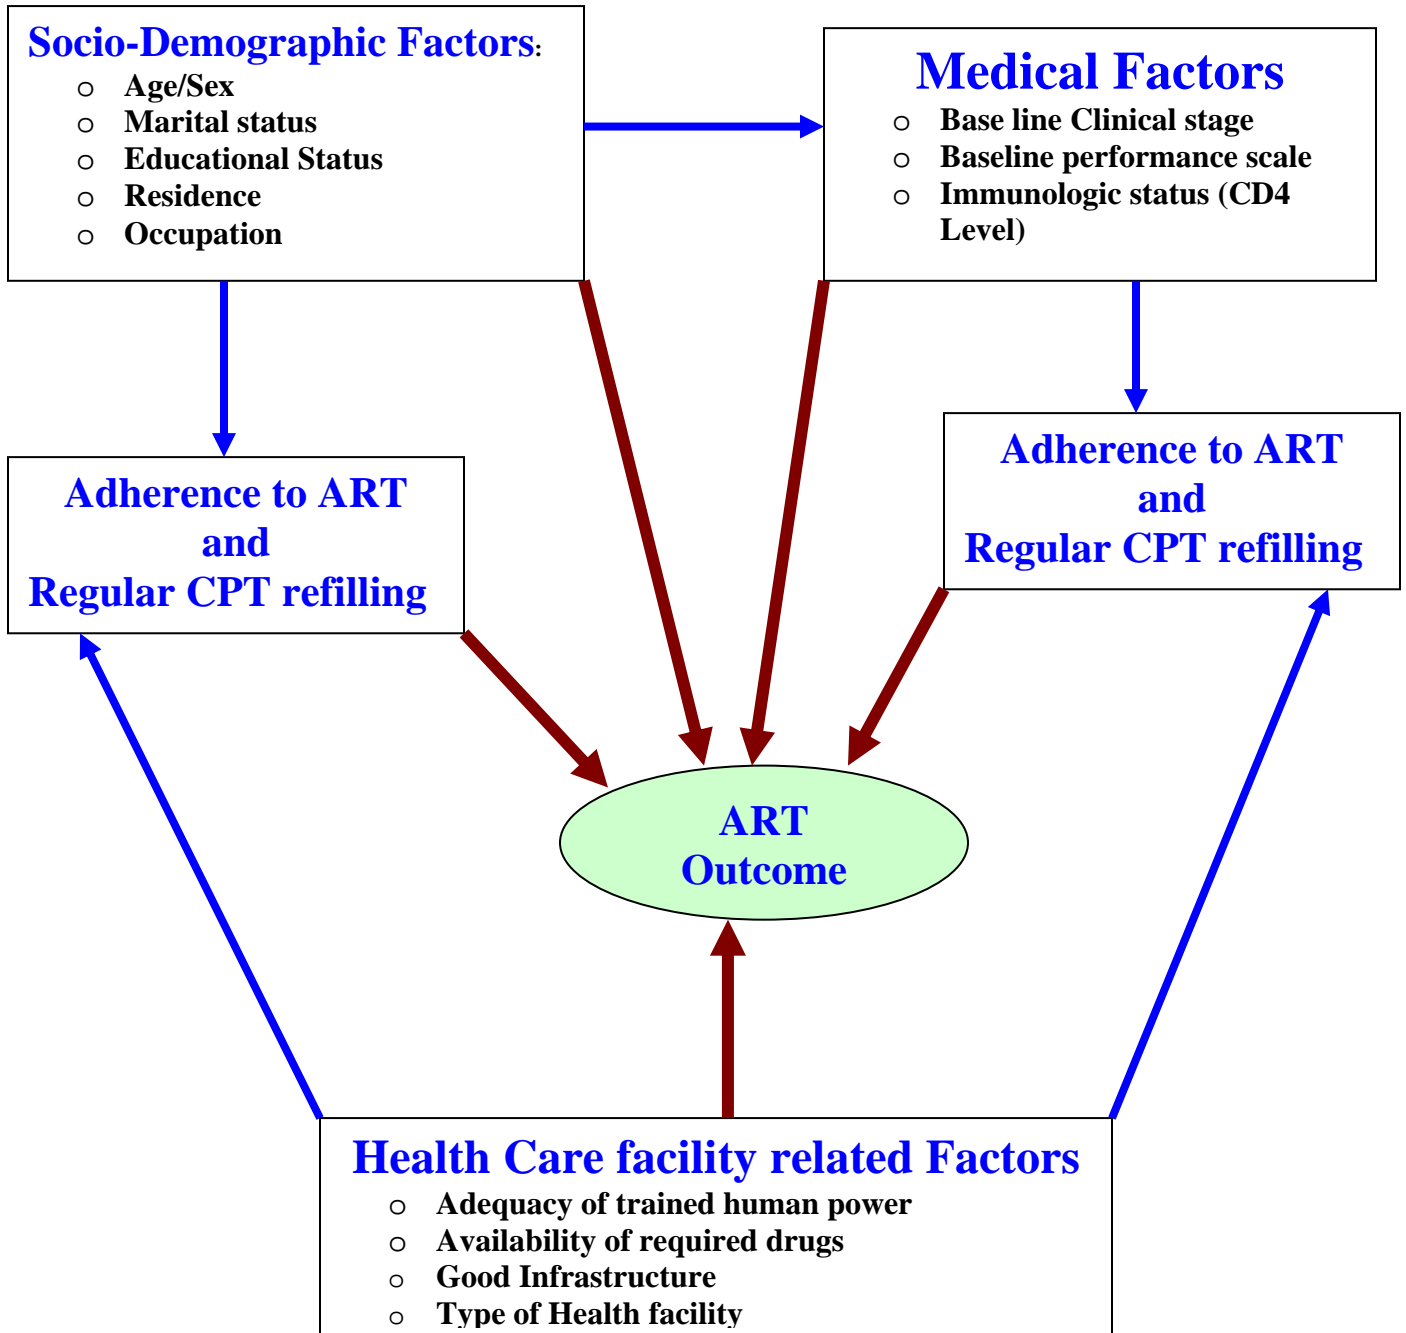 Socio-Demographic Factors:
o Age/Sex
o Marital status
o Educational Status
o Residence
o Occupation
Medical Factors
o Base line Clinical stage
o Baseline performance scale
o Immunologic status (CD4
Level)
Adherence to ART
and
Regular CPT refilling
Adherence to ART
and
Regular CPT refilling
ART
Outcome
Health Care facility related Factors
o Adequacy of trained human power
o Availability of required drugs
o Good Infrastructure
o Type of Health facility